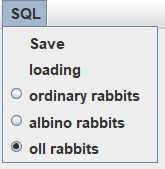 SQL
Save
loading
ordinary rabbits
albino rabbits
oll rabbits